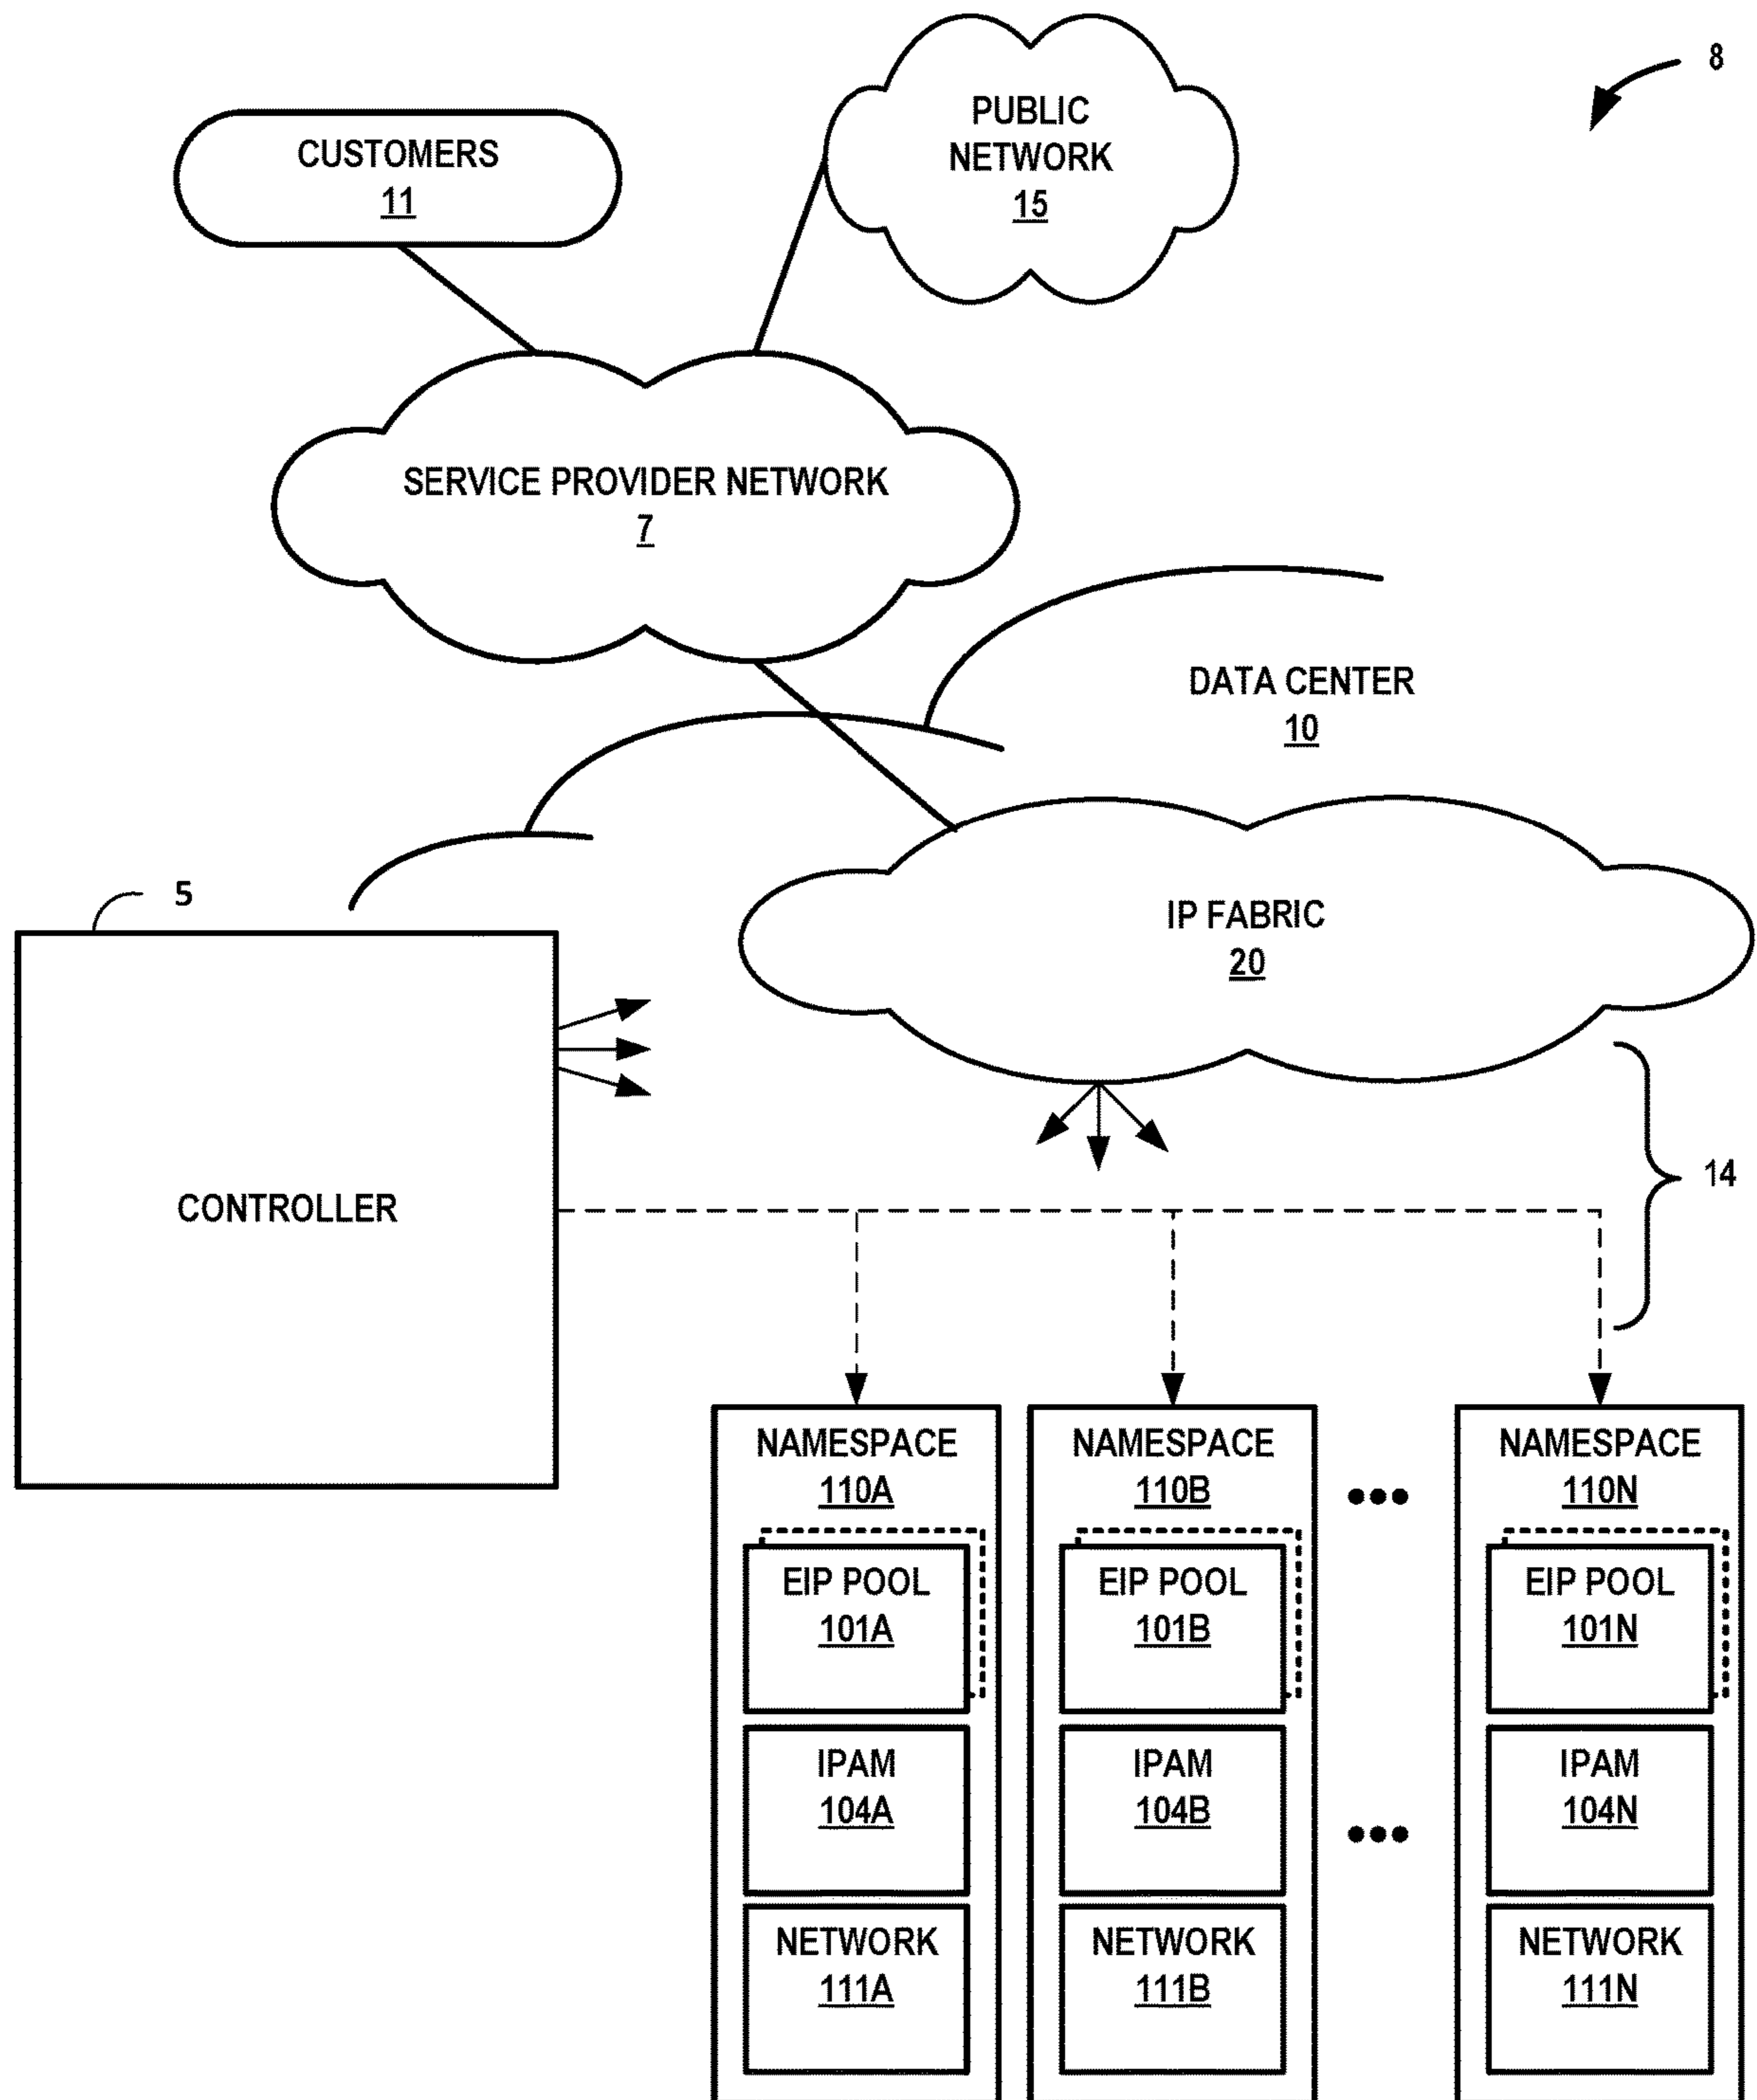 8
PUBLIC
NETWORK
15
CUSTOMERS
11
SERVICE PROVIDER NETWORK
7
DATA CENTER
10
5
IP FABRIC
20
CONTROLLER
14
NAMESPACE
110A
EIP POOL
101A
IPAM
104A
NETWORK
111A
NAMESPACE
110B
EIP POOL
101B
IPAM
104B
NETWORK
111B
NAMESPACE
110N
EIP POOL
101N
IPAM
104N
NETWORK
111N